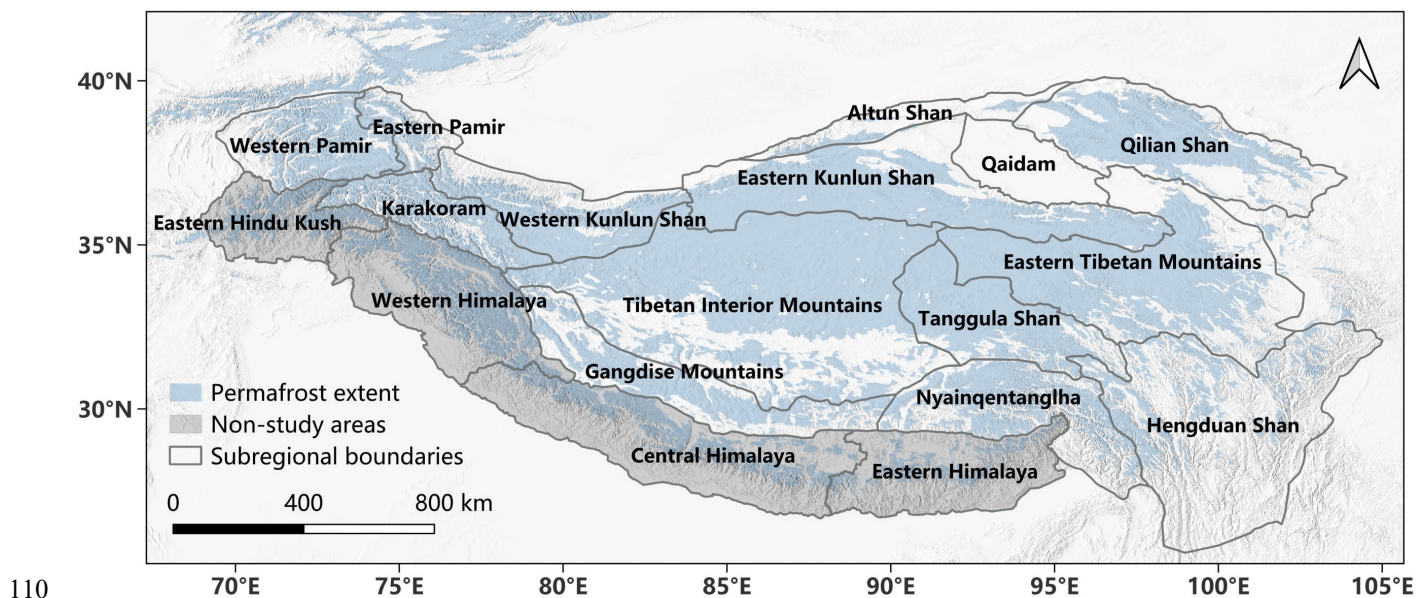 40°N
35°N
30°N
Altun Shan
Eastern Pamir
Western Pamir
Qilian Shan
Qaidam
Eastern Kunlun Shan
Karakoram
Western Kunlun Shan
Eastern Hindu Kush
Eastern Tibetan Mountains
Western Himalaya
Tibetan Interior Mountains
Tanggula Shan
Gangdise Mountains
Nyainqentanglha
Hengduan Shan
Central Himalaya
Eastern Himalaya
Permafrost extent
Non-study areas
Subregional boundaries
0 400 800 km
110
70°E 75°E 80°E 85°E 90°E 95°E 100°E 105°E